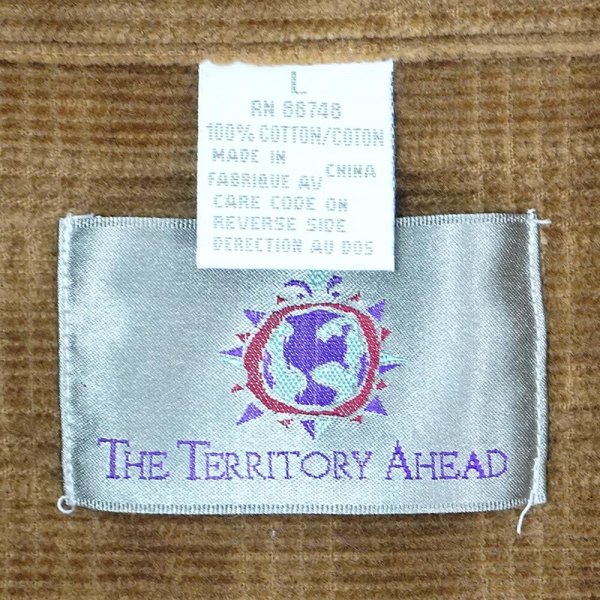 L
RN 88748
100% COTTON/COTON
MADE IN
CHINA
FABRIQUE AV
CARE CODE ON
REVERSE SIDE
DERECTION AU DOS
THE TERRITORY AHEAD